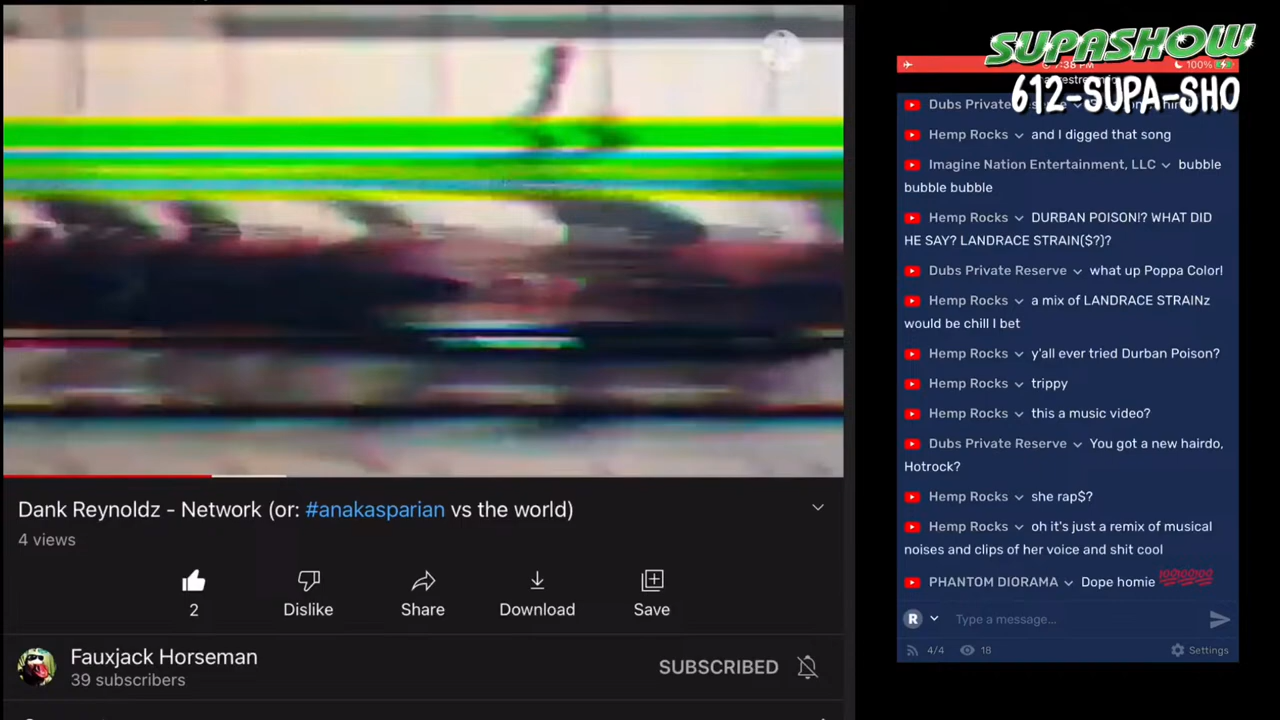 Dank Reynoldz - Network (or: #anakasparian vs the world)
4 views
2
Dislike
Share
Download
Save
Fauxjack Horseman
39 subscribers
SUBSCRIBED
SUPASHOW
7:38 PM
100%
612-SUPA-SHO
Dubs Private
Hemp Rocks and I digged that song
Imagine Nation Entertainment, LLC bubble
bubble bubble
Hemp Rocks DURBAN POISON!? WHAT DID
HE SAY? LANDRACE STRAIN($?)?
Dubs Private Reserve what up Poppa Color!
Hemp Rocks a mix of LANDRACE STRAINz
would be chill I bet
Hemp Rocks y'all ever tried Durban Poison?
Hemp Rocks trippy
Hemp Rocks this a music video?
Dubs Private Reserve You got a new hairdo,
Hotrock?
Hemp Rocks she rap$?
Hemp Rocks oh it's just a remix of musical
noises and clips of her voice and shit cool
PHANTOM DIORAMA Dope homie 💯💯💯
R Type a message...
4/4 18 Settings